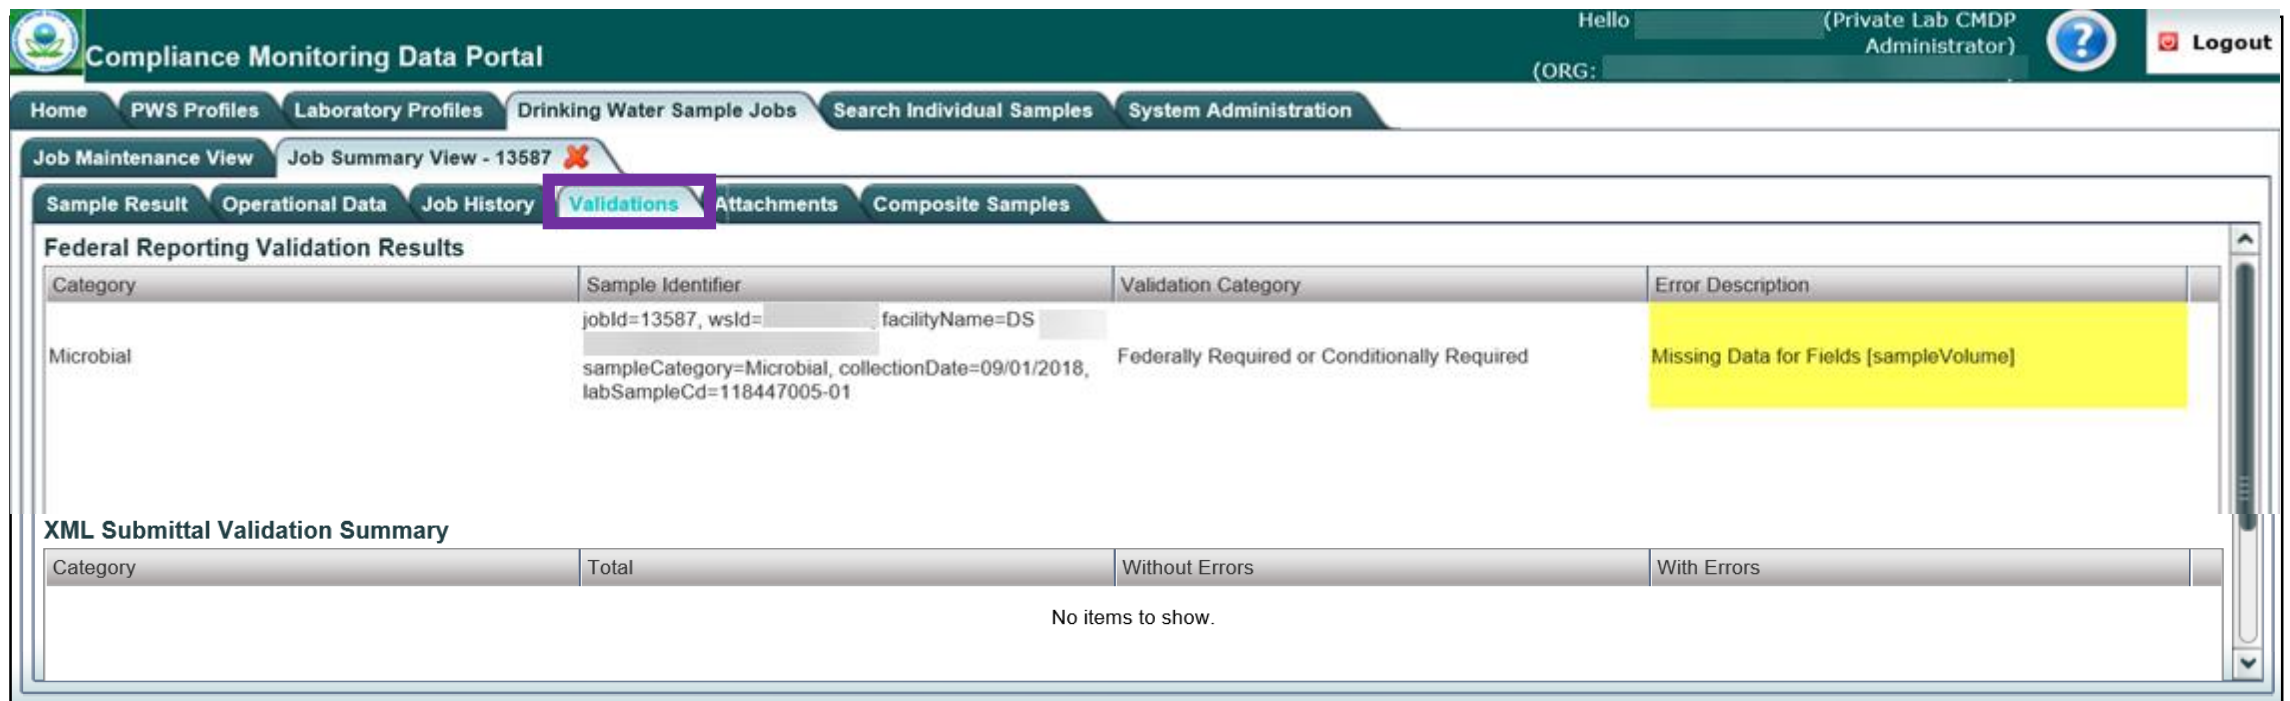 Hello (Private Lab CMDP
Administrator)
Compliance Monitoring Data Portal
(ORG:
Logout
Home PWS Profiles Laboratory Profiles Drinking Water Sample Jobs Search Individual Samples System Administration
Job Maintenance View Job Summary View - 13587
Sample Result Operational Data Job History Validations Attachments Composite Samples
Federal Reporting Validation Results
Category Sample Identifier Validation Category Error Description
jobId=13587, wsId= , facilityName=DS
Microbial Federally Required or Conditionally Required Missing Data for Fields [sampleVolume]
sampleCategory=Microbial, collectionDate=09/01/2018,
labSampleCd=118447005-01
XML Submittal Validation Summary
Category Total Without Errors With Errors
No items to show.